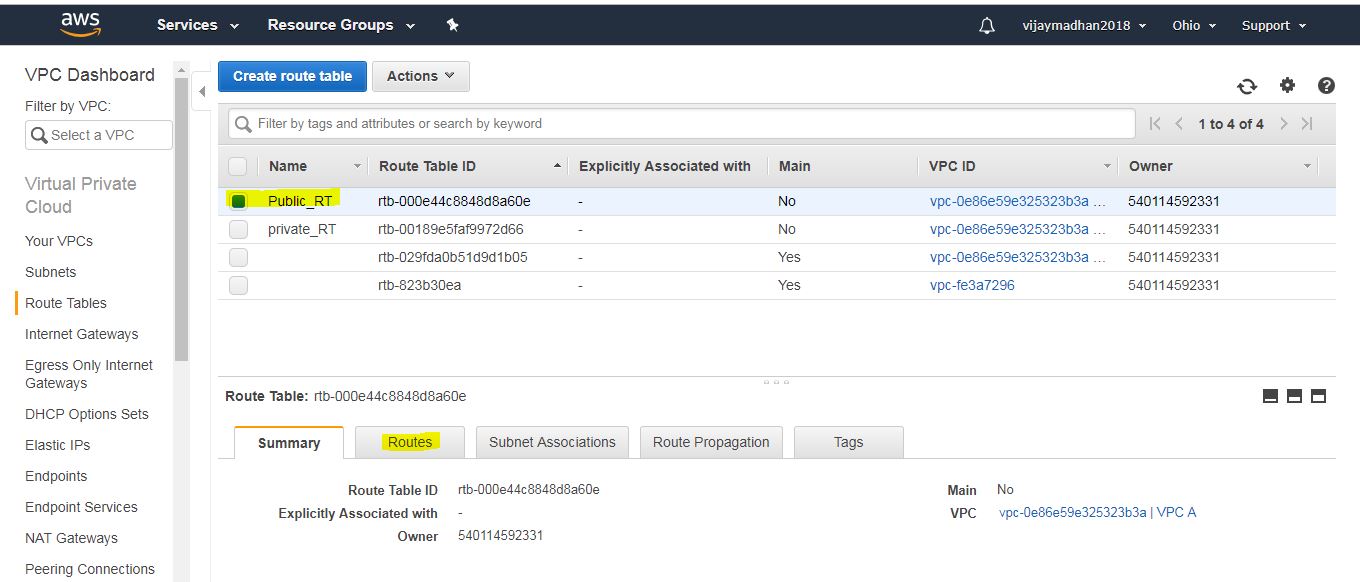 aws Services Resource Groups vijaymadhan2018 Ohio Support
VPC Dashboard
Filter by VPC:
Select a VPC
Virtual Private
Cloud
Your VPCs
Subnets
Route Tables
Internet Gateways
Egress Only Internet
Gateways
DHCP Options Sets
Elastic IPs
Endpoints
Endpoint Services
NAT Gateways
Peering Connections
Create route table Actions
Filter by tags and attributes or search by keyword 1 to 4 of 4
Name Route Table ID Explicitly Associated with Main VPC ID Owner
Public_RT rtb-000e44c8848d8a60e - No vpc-0e86e59e325323b3a ... 540114592331
private_RT rtb-00189e5faf9972d66 - No vpc-0e86e59e325323b3a ... 540114592331
rtb-029fda0b51d9d1b05 - Yes vpc-0e86e59e325323b3a ... 540114592331
rtb-823b30ea - Yes vpc-fe3a7296 540114592331
Route Table: rtb-000e44c8848d8a60e
Summary Routes Subnet Associations Route Propagation Tags
Route Table ID rtb-000e44c8848d8a60e Main No
Explicitly Associated with - VPC vpc-0e86e59e325323b3a | VPC A
Owner 540114592331